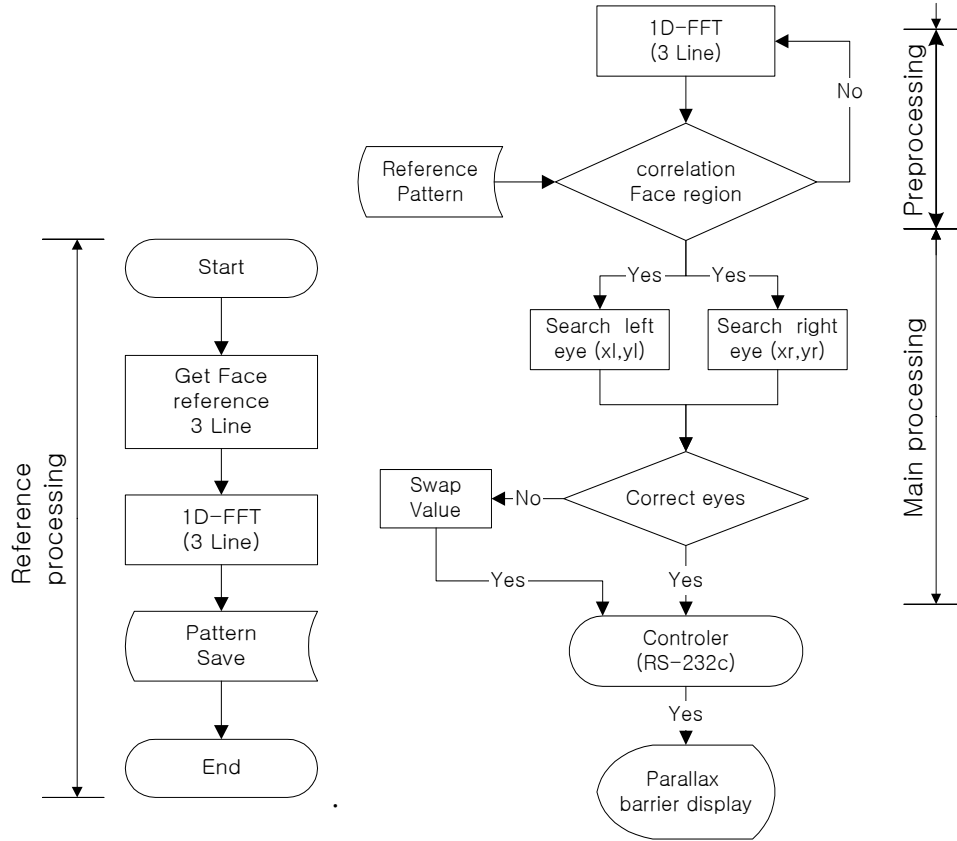 Reference
processing
Start
Get Face
reference
3 Line
1D-FFT
(3 Line)
Pattern
Save
End
.
1D-FFT
(3 Line)
No
Reference
Pattern
correlation
Face region
Yes
Yes
Search left
eye (xl,yl)
Search right
eye (xr,yr)
Swap
Value
No
Correct eyes
Yes
Yes
Controler
(RS-232c)
Yes
Parallax
barrier display
Preprocessing
Main processing